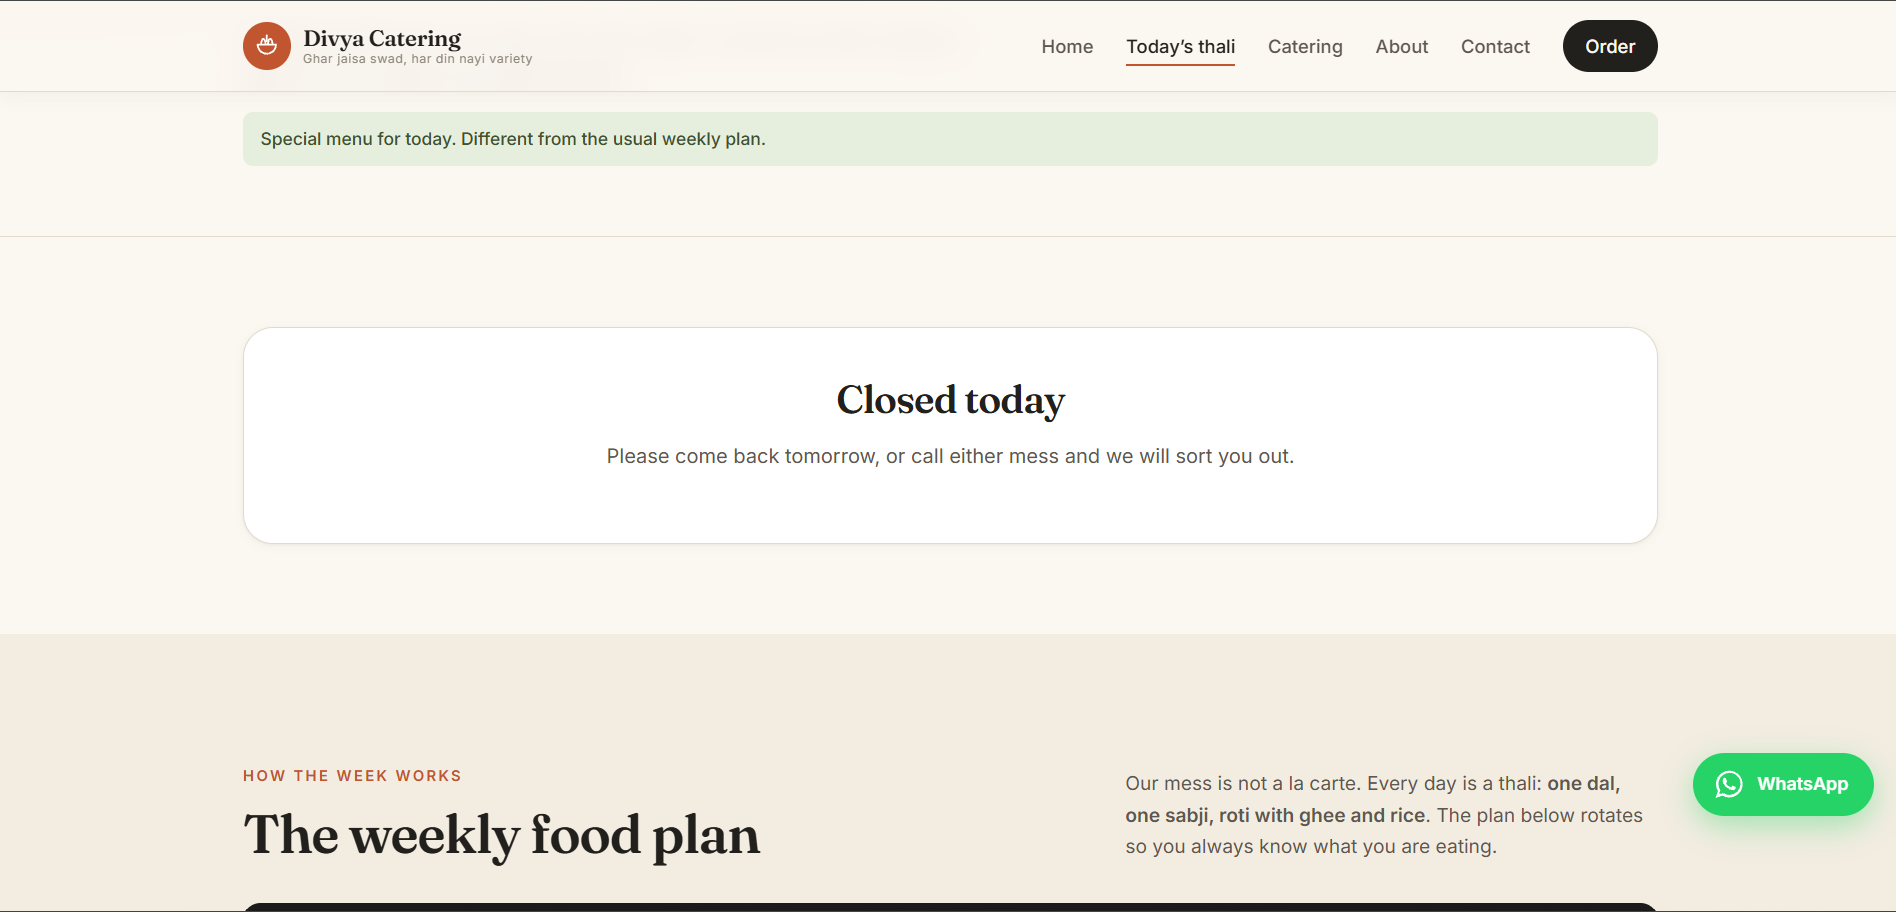 Divya Catering
Ghar jaisa swad, har din nayi variety
Home
Today’s thali
Catering
About
Contact
Order
Special menu for today. Different from the usual weekly plan.
Closed today
Please come back tomorrow, or call either mess and we will sort you out.
HOW THE WEEK WORKS
The weekly food plan
Our mess is not a la carte. Every day is a thali: one dal,
one sabji, roti with ghee and rice. The plan below rotates
so you always know what you are eating.
WhatsApp